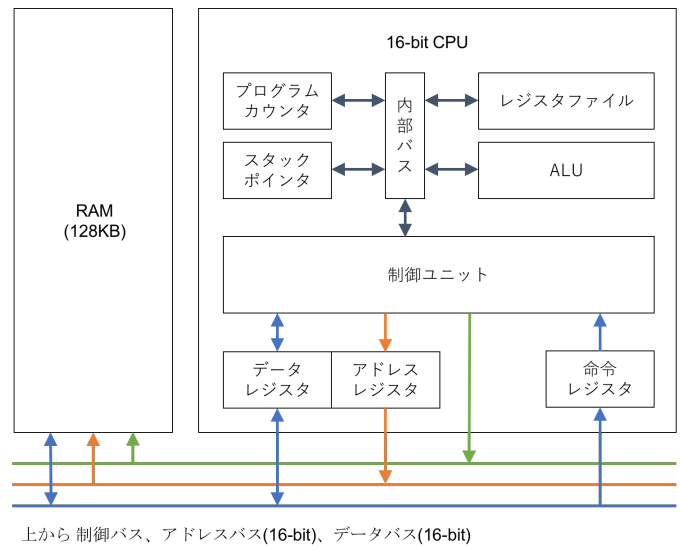 16-bit CPU
プログラム
カウンタ
内
部
バ
ス
レジスタファイル
スタック
ポインタ
ALU
RAM
(128KB)
制御ユニット
データ
レジスタ
アドレス
レジスタ
命令
レジスタ
上から 制御バス、アドレスバス(16-bit)、データバス(16-bit)